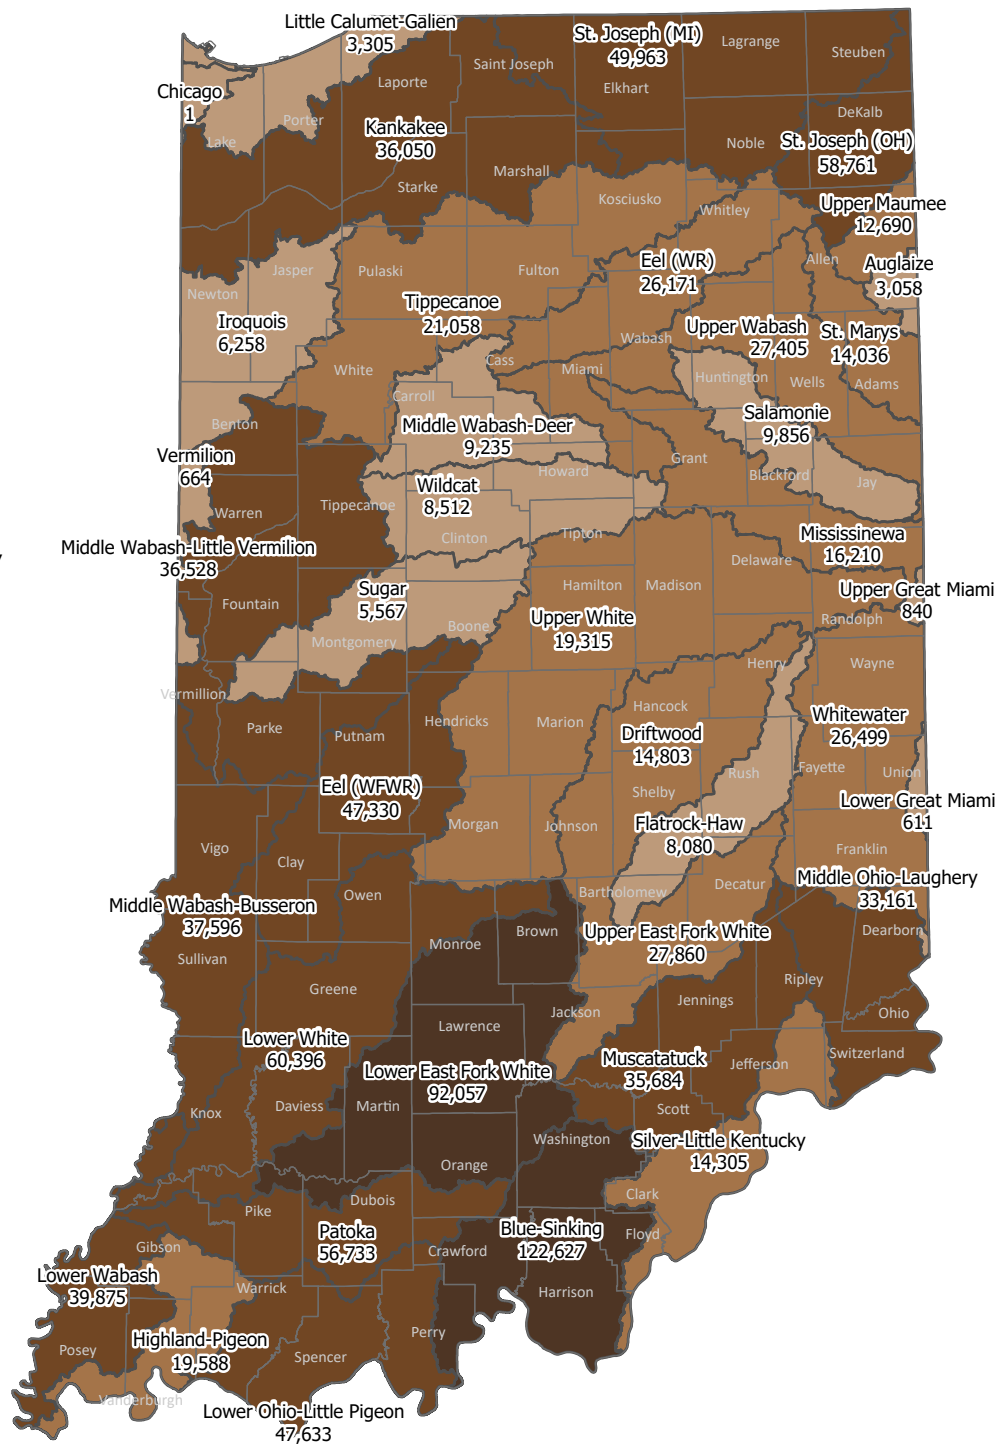 Little Calumet-Galien
3,305
St. Joseph (MI)
49,963
Lagrange
Steuben
Saint Joseph
Laporte
Elkhart
Chicago
1
Porter
Lake
DeKalb
Kankakee
36,050
Noble
St. Joseph (OH)
58,761
Marshall
Starke
Kosciusko
Whitley
Upper Maumee
12,690
Allen
Auglaize
3,058
Eel (WR)
26,171
Jasper
Pulaski
Fulton
Newton
Tippecanoe
21,058
Iroquois
6,258
Upper Wabash
27,405
St. Marys
14,036
Wabash
Cass
Miami
White
Huntington
Wells
Adams
Carroll
Benton
Middle Wabash-Deer
9,235
Salamonie
9,856
Vermilion
664
Grant
Blackford
Jay
Howard
Wildcat
8,512
Tippecanoe
Warren
Clinton
Tipton
Mississinewa
16,210
Middle Wabash-Little Vermilion
36,528
Delaware
Hamilton
Madison
Sugar
5,567
Upper Great Miami
840
Fountain
Upper White
19,315
Randolph
Boone
Montgomery
Henry
Wayne
Vermillion
Hancock
Whitewater
26,499
Parke
Putnam
Hendricks
Marion
Driftwood
14,803
Rush
Fayette
Union
Eel (WFWR)
47,330
Shelby
Lower Great Miami
611
Morgan
Johnson
Flatrock-Haw
8,080
Vigo
Clay
Franklin
Middle Ohio-Laughery
33,161
Owen
Bartholomew
Decatur
Middle Wabash-Busseron
37,596
Monroe
Brown
Upper East Fork White
27,860
Dearborn
Sullivan
Greene
Ripley
Jennings
Jackson
Ohio
Lawrence
Lower White
60,396
Switzerland
Muscatatuck
35,684
Jefferson
Lower East Fork White
92,057
Knox
Daviess
Martin
Scott
Washington
Silver-Little Kentucky
14,305
Orange
Clark
Dubois
Pike
Patoka
56,733
Blue-Sinking
122,627
Floyd
Gibson
Crawford
Lower Wabash
39,875
Warrick
Harrison
Highland-Pigeon
19,588
Perry
Posey
Spencer
Vanderburgh
Lower Ohio-Little Pigeon
47,633